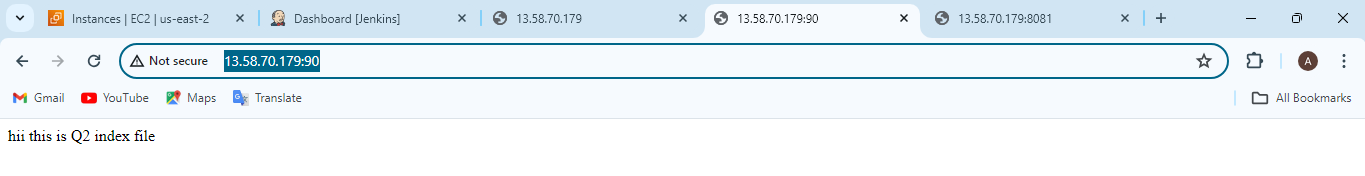 Instances | EC2 | us-east-2
Dashboard [Jenkins]
13.58.70.179
13.58.70.179:90
13.58.70.179:8081
Not secure
13.58.70.179:90
A
Gmail
YouTube
Maps
Translate
All Bookmarks
hii this is Q2 index file